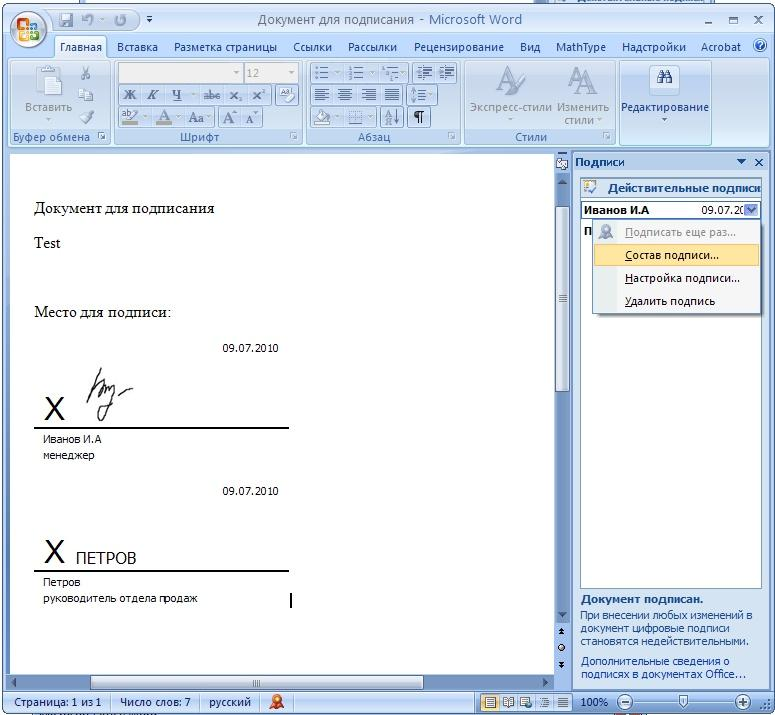 Документ для подписания - Microsoft Word
Главная Вставка Разметка страницы Ссылки Рассылки Рецензирование Вид MathType Надстройки Acrobat
12
Вставить
Ж К Ч abe x₂ x²
Aa А А
Экспресс-стили Изменить стили
Редактирование
Буфер обмена Шрифт Абзац Стили
Документ для подписания
Test
Место для подписи:
09.07.2010
X
Иванов И.А
менеджер
09.07.2010
X ПЕТРОВ
Петров
руководитель отдела продаж
Подписи
Действительные подписи
Иванов И.А 09.07.20
П
Подписать еще раз...
Состав подписи...
Настройка подписи...
Удалить подпись
Документ подписан.
При внесении любых изменений в
документ цифровые подписи
становятся недействительными.
Дополнительные сведения о
подписях в документах Office...
Страница: 1 из 1 Число слов: 7 русский 100%